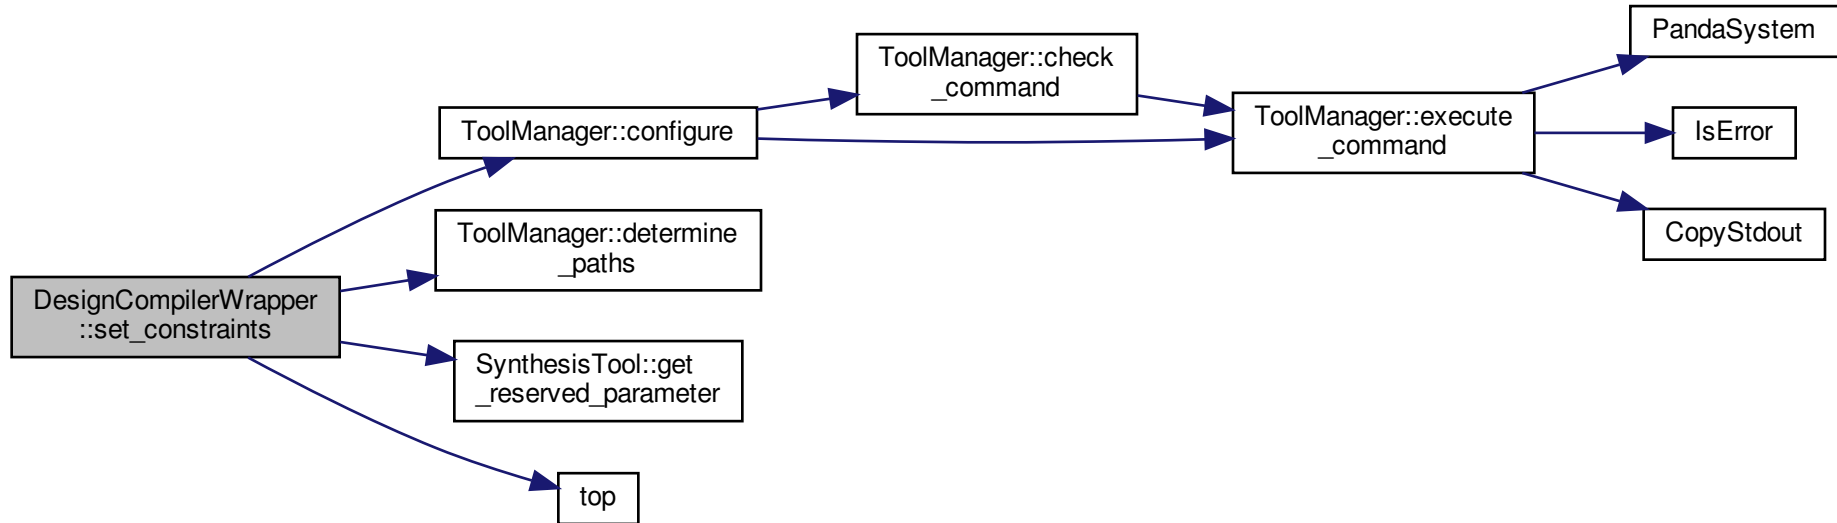 DesignCompilerWrapper
::set_constraints
ToolManager::configure
ToolManager::determine
_paths
SynthesisTool::get
_reserved_parameter
top
ToolManager::check
_command
ToolManager::execute
_command
PandaSystem
IsError
CopyStdout